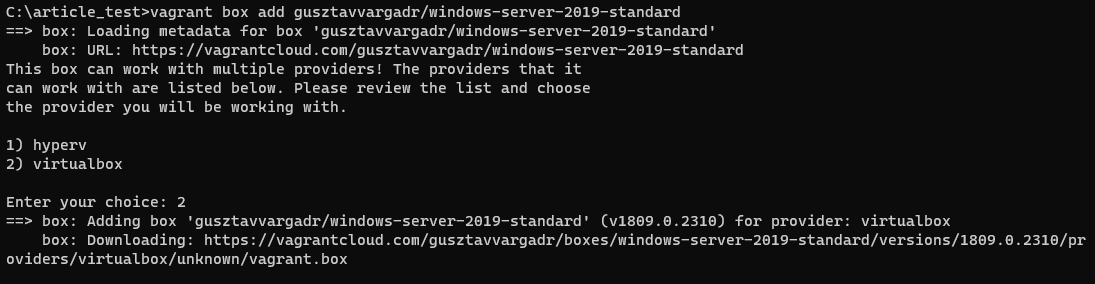 C:\article_test>vagrant box add gusztavvargadr/windows-server-2019-standard
==> box: Loading metadata for box 'gusztavvargadr/windows-server-2019-standard'
    box: URL: https://vagrantcloud.com/gusztavvargadr/windows-server-2019-standard
This box can work with multiple providers! The providers that it
can work with are listed below. Please review the list and choose
the provider you will be working with.

1) hyperv
2) virtualbox

Enter your choice: 2
==> box: Adding box 'gusztavvargadr/windows-server-2019-standard' (v1809.0.2310) for provider: virtualbox
    box: Downloading: https://vagrantcloud.com/gusztavvargadr/boxes/windows-server-2019-standard/versions/1809.0.2310/pr
oviders/virtualbox/unknown/vagrant.box